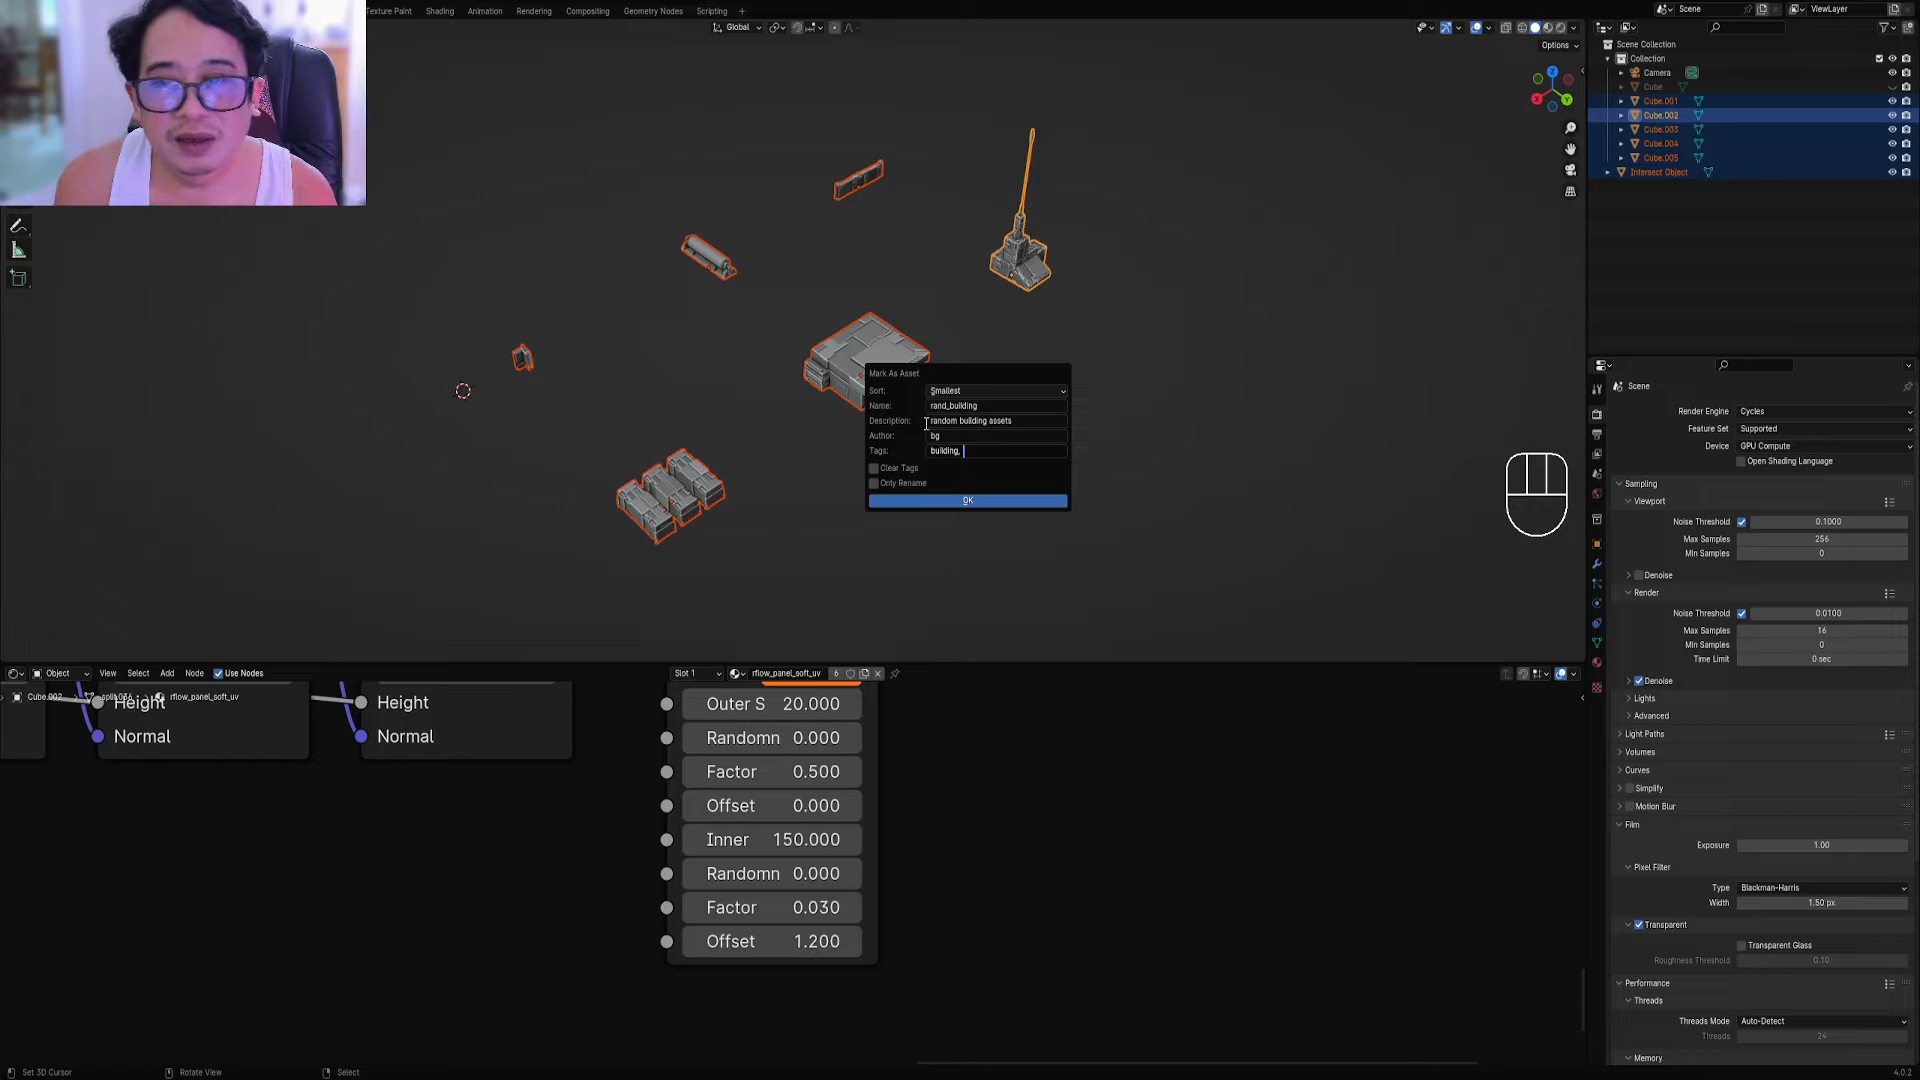 Texture Paint Shading Animation Rendering Compositing Geometry Nodes Scripting +
Scene
ViewLayer
Global
Options
Scene Collection
Collection
Camera
Cube
Cube.001
Cube.002
Cube.003
Cube.004
Cube.005
Intersect Object
Z
X
Y
Mark As Asset
Sort: Smallest
Name: rand_building
Description: random building assets
Author: bg
Tags: building,
Clear Tags
Only Rename
OK
Scene
Render Engine Cycles
Feature Set Supported
Device GPU Compute
Open Shading Language
Sampling
Viewport
Noise Threshold 0.1000
Max Samples 256
Min Samples 0
Denoise
Render
Noise Threshold 0.0100
Max Samples 16
Min Samples 0
Time Limit 0 sec
Denoise
Lights
Advanced
Light Paths
Volumes
Curves
Simplify
Motion Blur
Film
Exposure 1.00
Pixel Filter
Type Blackman-Harris
Width 1.50 px
Transparent
Transparent Glass
Roughness Threshold 0.10
Performance
Threads
Threads Mode Auto-Detect
Threads 24
Memory
Object View Select Add Node Use Nodes
Slot 1
rflow_panel_soft_uv 6
Cube.002
rflow_panel_soft_uv
Height
Normal
Height
Normal
Outer S 20.000
Randomn 0.000
Factor 0.500
Offset 0.000
Inner 150.000
Randomn 0.000
Factor 0.030
Offset 1.200
Set 3D Cursor
Rotate View
Select
4.0.2